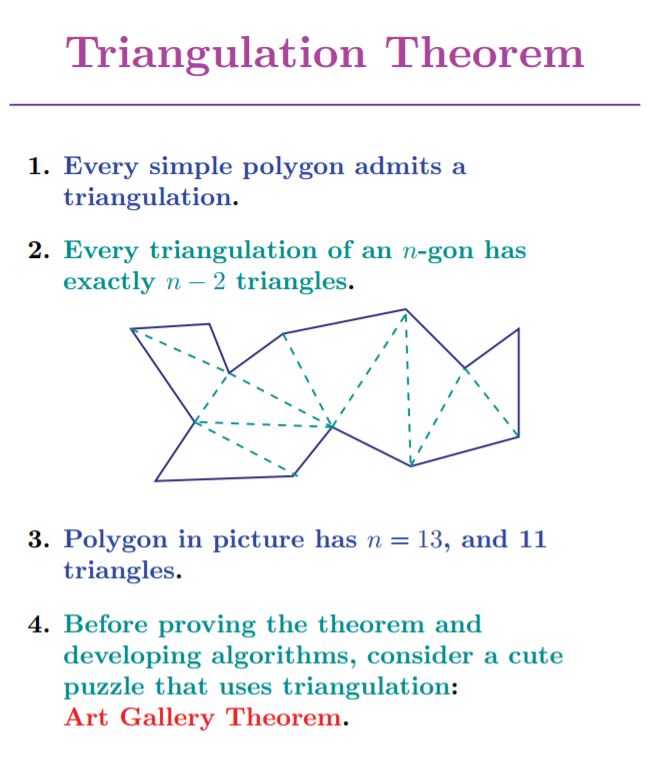 Triangulation Theorem
1. Every simple polygon admits a
triangulation.
2. Every triangulation of an n-gon has
exactly n − 2 triangles.
3. Polygon in picture has n = 13, and 11
triangles.
4. Before proving the theorem and
developing algorithms, consider a cute
puzzle that uses triangulation:
Art Gallery Theorem.